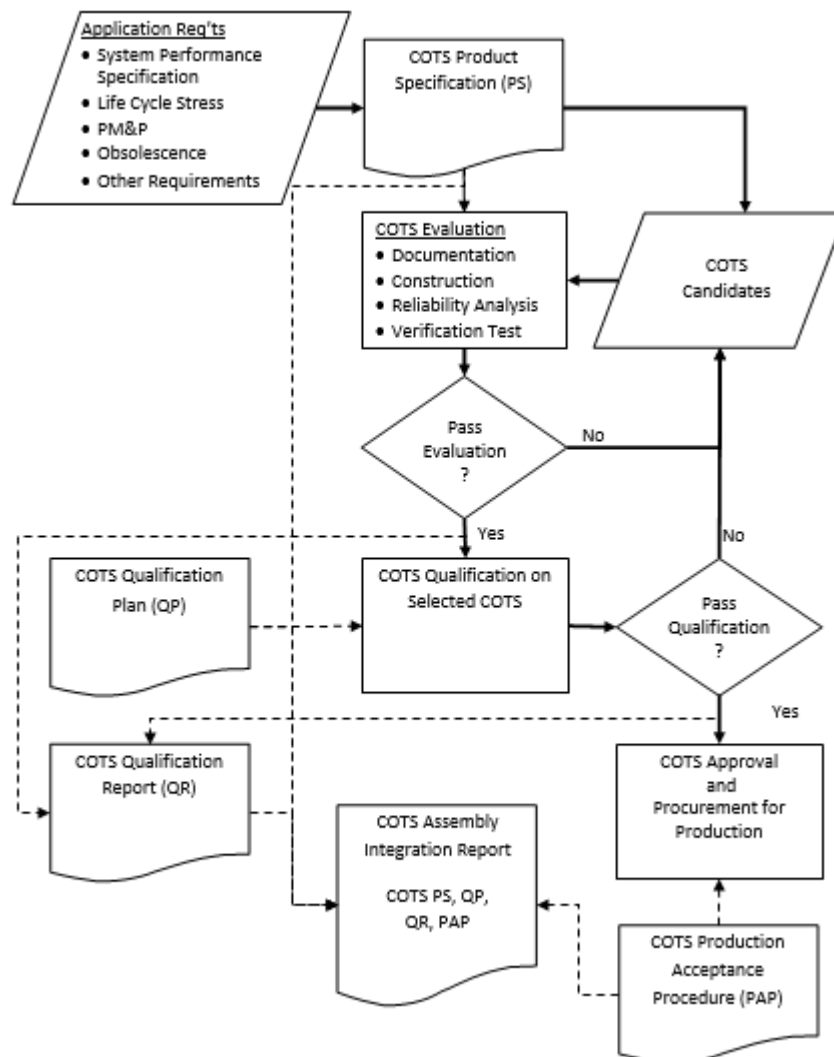 Application Req'ts
• System Performance
Specification
• Life Cycle Stress
• PM&P
• Obsolescence
• Other Requirements
COTS Product
Specification (PS)
COTS Evaluation
• Documentation
• Construction
• Reliability Analysis
• Verification Test
COTS
Candidates
Pass
Evaluation
?
No
Yes
No
COTS Qualification
Plan (QP)
COTS Qualification on
Selected COTS
Pass
Qualification
?
Yes
COTS Qualification
Report (QR)
COTS Approval
and
Procurement for
Production
COTS Assembly
Integration Report
COTS PS, QP,
QR, PAP
COTS Production
Acceptance
Procedure (PAP)